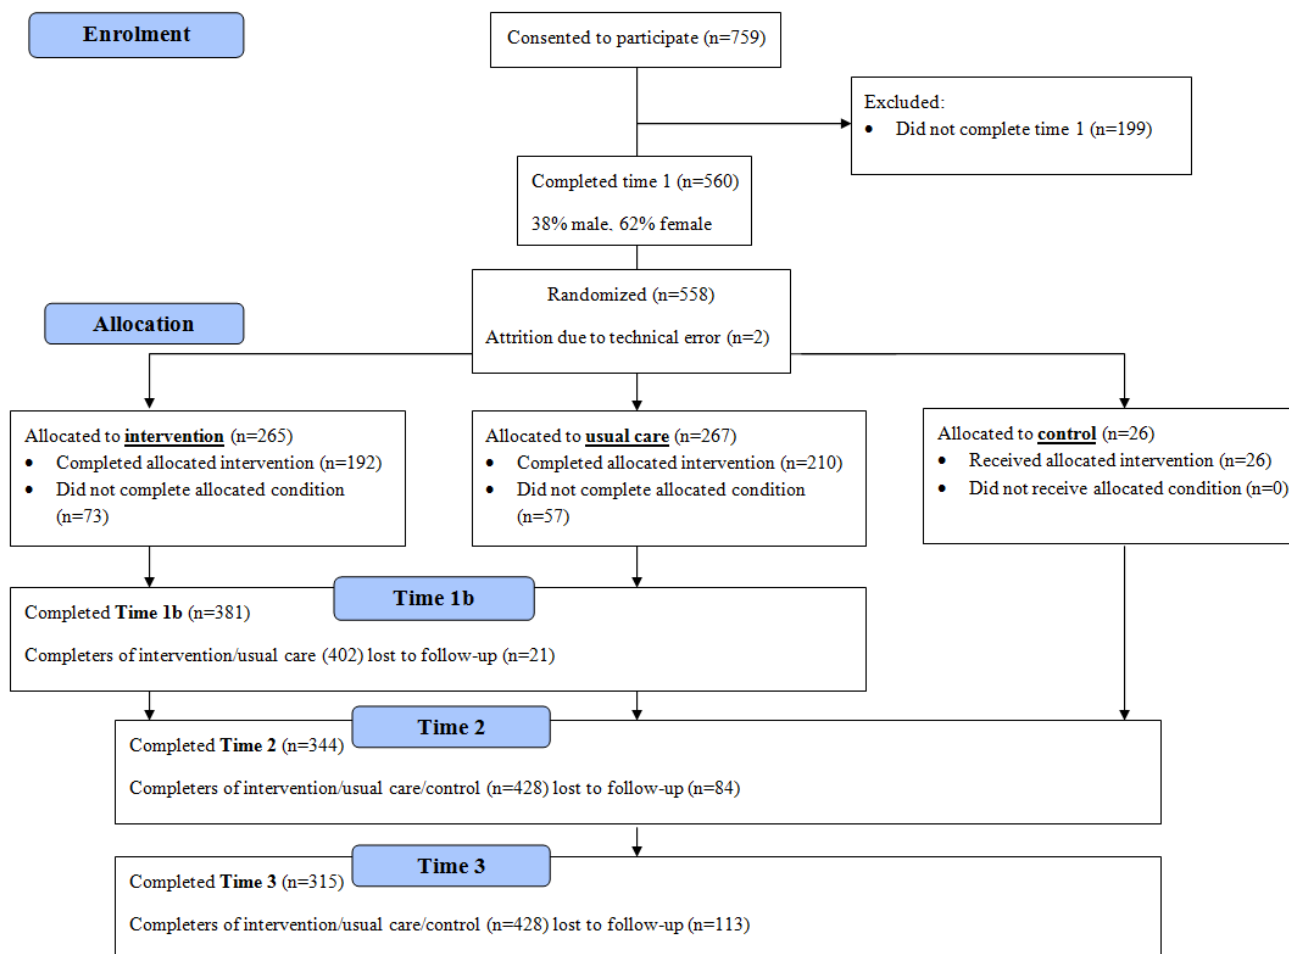 Enrolment
Consented to participate (n=759)
Excluded:
• Did not complete time 1 (n=199)
Completed time 1 (n=560)
38% male, 62% female
Randomized (n=558)
Attrition due to technical error (n=2)
Allocation
Allocated to intervention (n=265)
• Completed allocated intervention (n=192)
• Did not complete allocated condition
(n=73)
Allocated to usual care (n=267)
• Completed allocated intervention (n=210)
• Did not complete allocated condition
(n=57)
Allocated to control (n=26)
• Received allocated intervention (n=26)
• Did not receive allocated condition (n=0)
Time 1b
Completed Time 1b (n=381)
Completers of intervention/usual care (402) lost to follow-up (n=21)
Time 2
Completed Time 2 (n=344)
Completers of intervention/usual care/control (n=428) lost to follow-up (n=84)
Time 3
Completed Time 3 (n=315)
Completers of intervention/usual care/control (n=428) lost to follow-up (n=113)